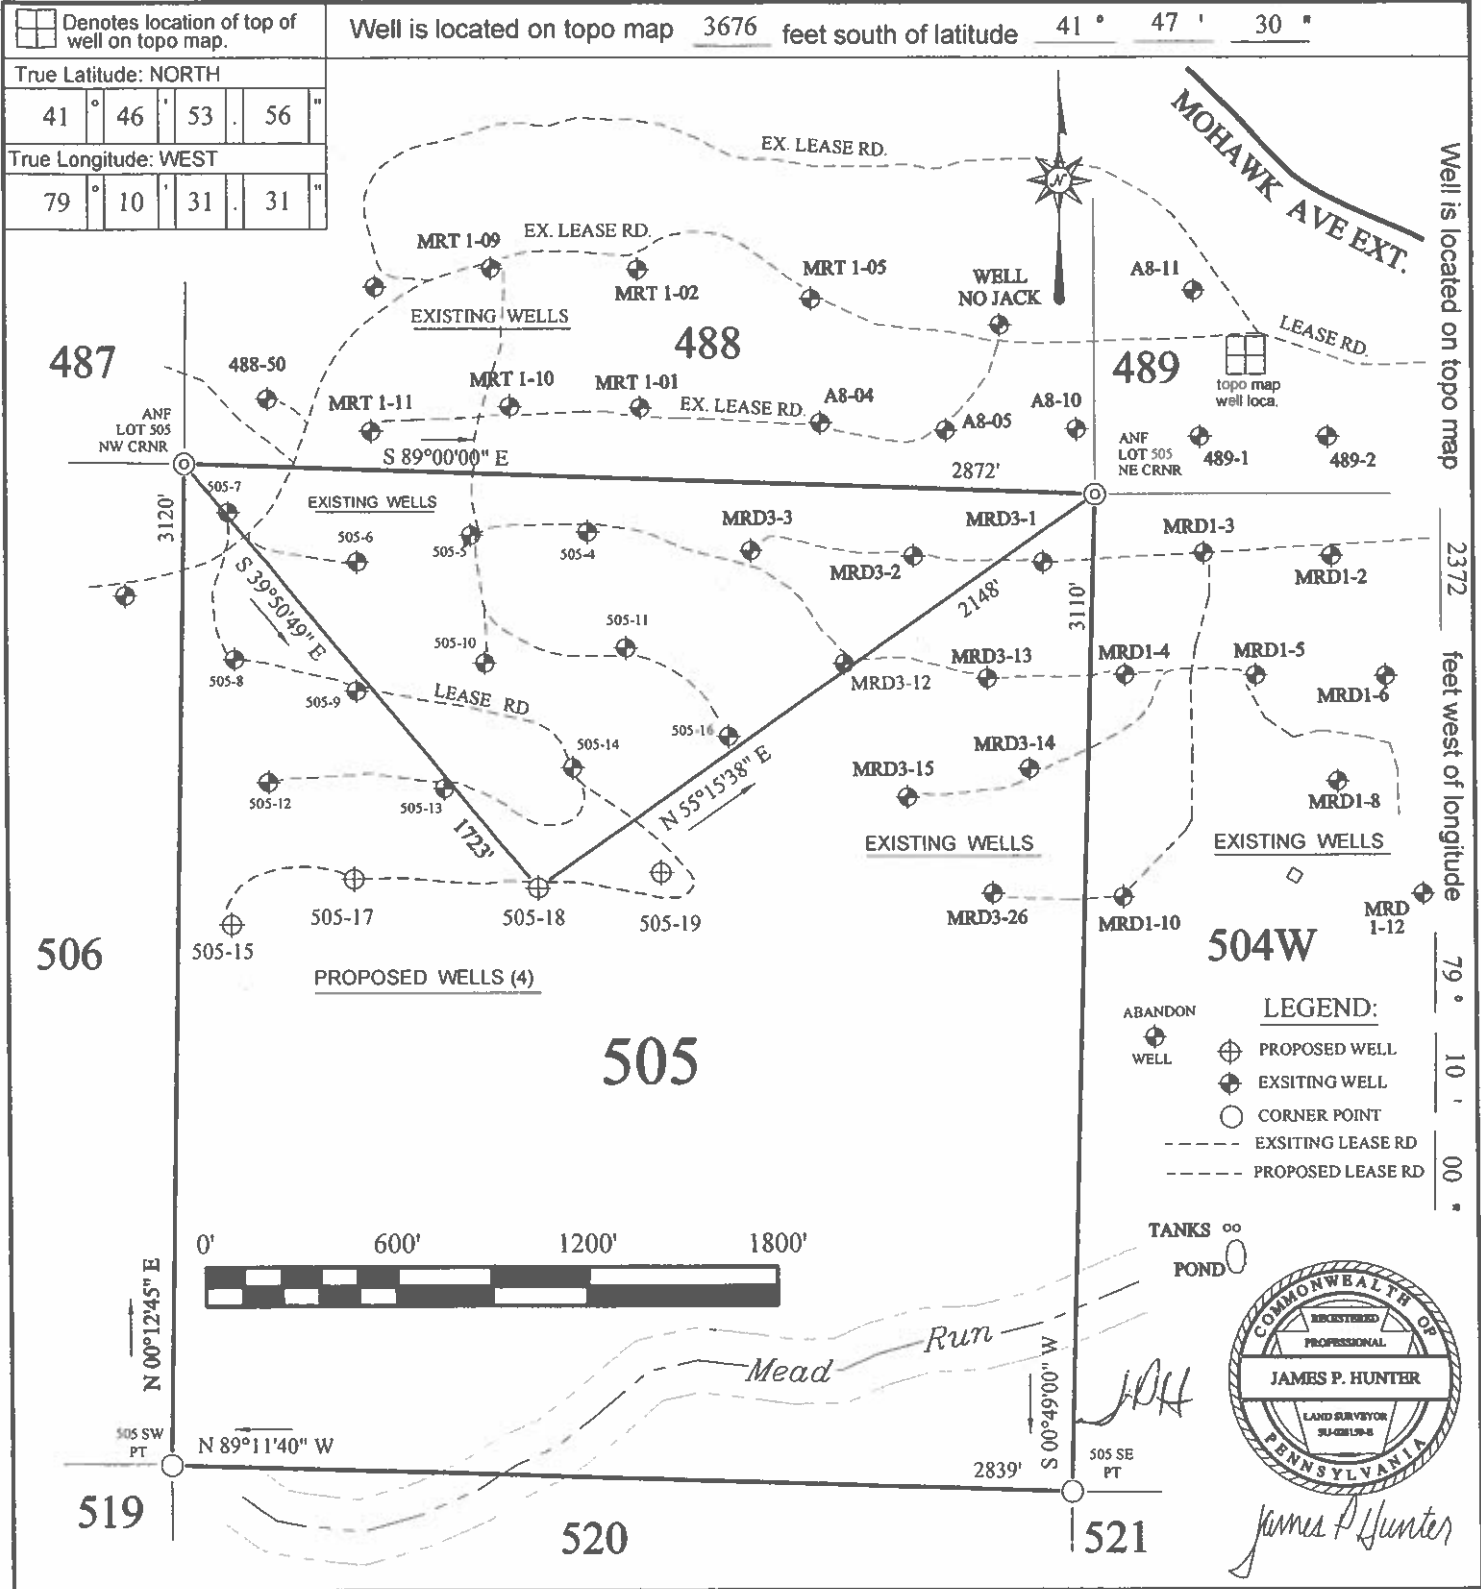 Denotes location of top of
well on topo map.
Well is located on topo map 3676 feet south of latitude 41 ° 47 ' 30 "
True Latitude: NORTH
41 ° 46 ' 53 . 56 "
True Longitude: WEST
79 ° 10 ' 31 . 31 "
Well is located on topo map 2372 feet west of longitude 79 ° 10 ' 00 "
MOHAWK AVE EXT.
EX. LEASE RD.
N
MRT 1-09
EX. LEASE RD.
MRT 1-02
MRT 1-05
WELL
NO JACK
A8-11
EXISTING WELLS
487
488
489
LEASE RD.
topo map
well loca.
488-50
MRT 1-11
MRT 1-10
MRT 1-01
EX. LEASE RD.
A8-04
A8-05
A8-10
489-1
489-2
ANF
LOT 505
NW CRNR
ANF
LOT 505
NE CRNR
S 89°00'00" E
2872'
3120'
505-7
EXISTING WELLS
505-6
505-5
505-4
MRD3-3
MRD3-2
MRD3-1
MRD1-3
MRD1-2
S 39°50'49" E
2148'
3110'
505-8
505-9
505-10
505-11
MRD3-12
MRD3-13
MRD1-4
MRD1-5
MRD1-6
LEASE RD
505-14
505-16
505-12
505-13
N 55°15'38" E
MRD3-15
MRD3-14
MRD1-8
1723'
EXISTING WELLS
EXISTING WELLS
505-15
505-17
505-18
505-19
MRD3-26
MRD1-10
MRD
1-12
506
504W
PROPOSED WELLS (4)
505
ABANDON
WELL
LEGEND:
PROPOSED WELL
EXSITING WELL
CORNER POINT
EXSITING LEASE RD
PROPOSED LEASE RD
TANKS
POND
0' 600' 1200' 1800'
N 00°12'45" E
Mead Run
S 00°49'00" W
JPH
COMMONWEALTH OF
REGISTERED
PROFESSIONAL
JAMES P. HUNTER
LAND SURVEYOR
PENNSYLVANIA
James P Hunter
505 SW
PT
N 89°11'40" W
2839'
505 SE
PT
519
520
521